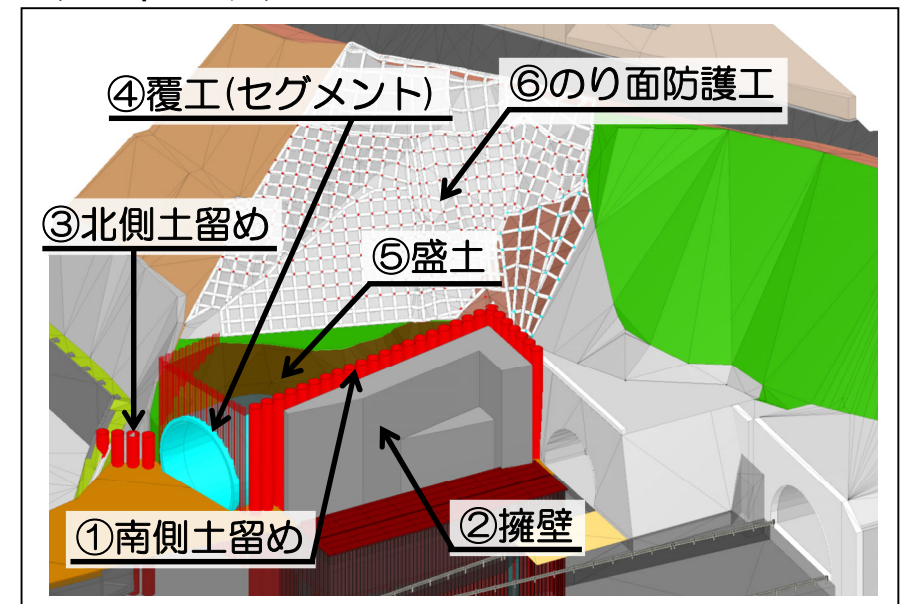 ④覆工(セグメント)
⑥のり面防護工
③北側土留め
⑤盛土
①南側土留め
②擁壁